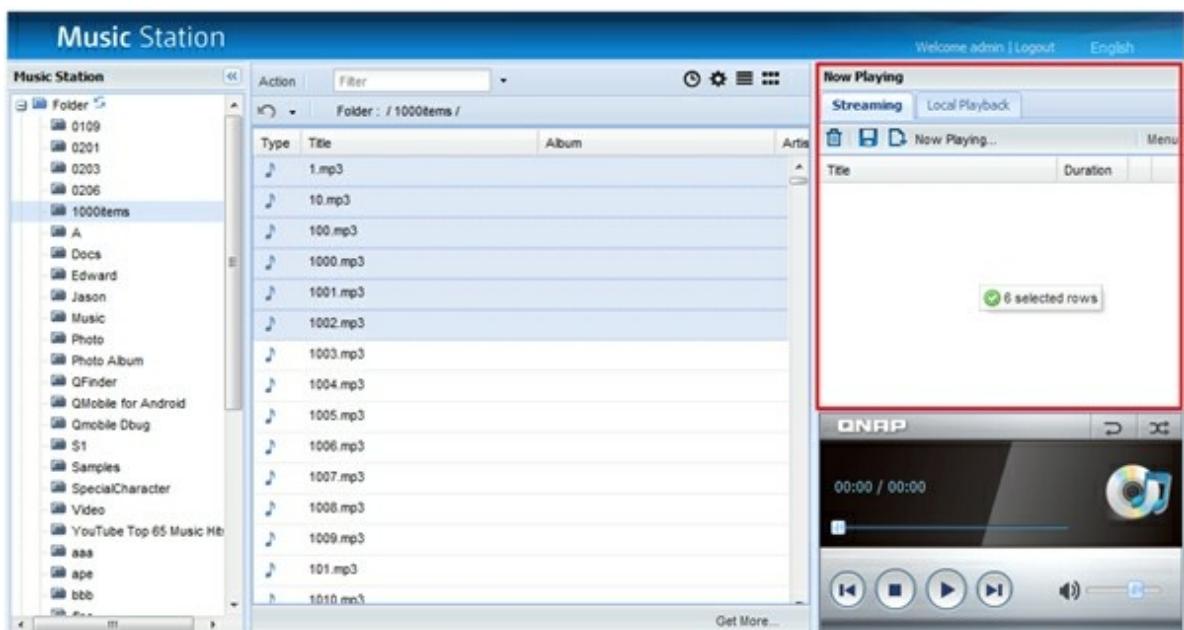 Music Station
Welcome admin | Logout English
Music Station
Folder
0109
0201
0203
0206
1000items
A
Docs
Edward
Jason
Music
Photo
Photo Album
QFinder
QMobile for Android
Qmobile Dbug
S1
Samples
SpecialCharacter
Video
YouTube Top 65 Music Hit
aaa
ape
bbb
Action Filter
Folder : / 1000items /
Type Title Album Artis
1.mp3
10.mp3
100.mp3
1000.mp3
1001.mp3
1002.mp3
1003.mp3
1004.mp3
1005.mp3
1006.mp3
1007.mp3
1008.mp3
1009.mp3
101.mp3
1010.mp3
Get More...
Now Playing
Streaming Local Playback
Now Playing... Menu
Title Duration
6 selected rows
QNAP
00:00 / 00:00